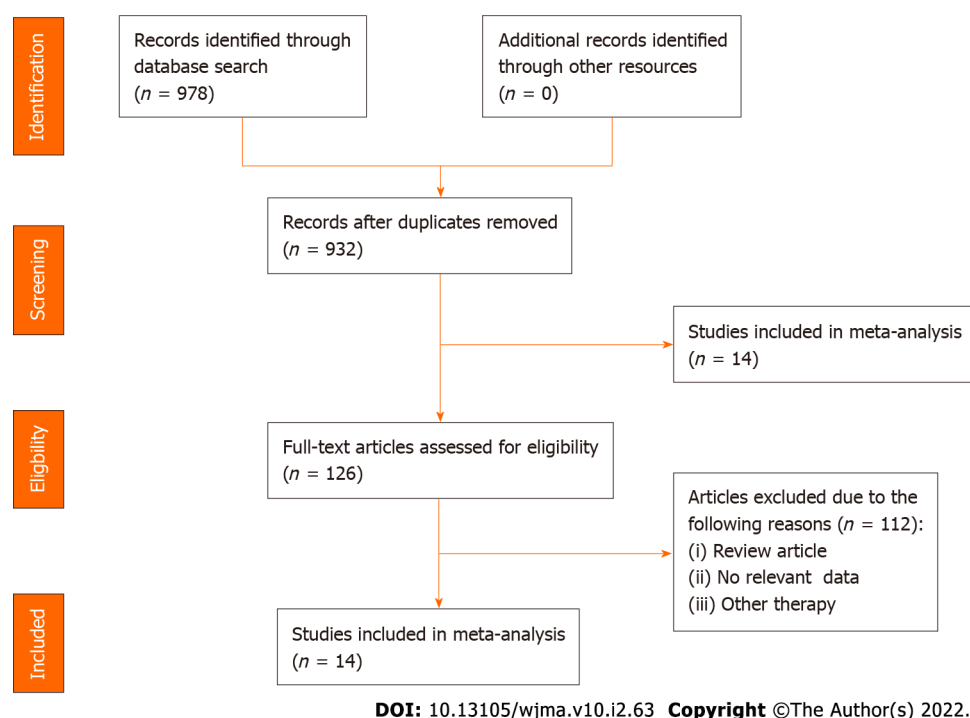 Identification
Records identified through
database search
(n = 978)
Additional records identified
through other resources
(n = 0)
Screening
Records after duplicates removed
(n = 932)
Studies included in meta-analysis
(n = 14)
Eligbility
Full-text articles assessed for eligibility
(n = 126)
Articles excluded due to the
following reasons (n = 112):
(i) Review article
(ii) No relevant data
(iii) Other therapy
Included
Studies included in meta-analysis
(n = 14)
DOI: 10.13105/wjma.v10.i2.63 Copyright ©The Author(s) 2022.